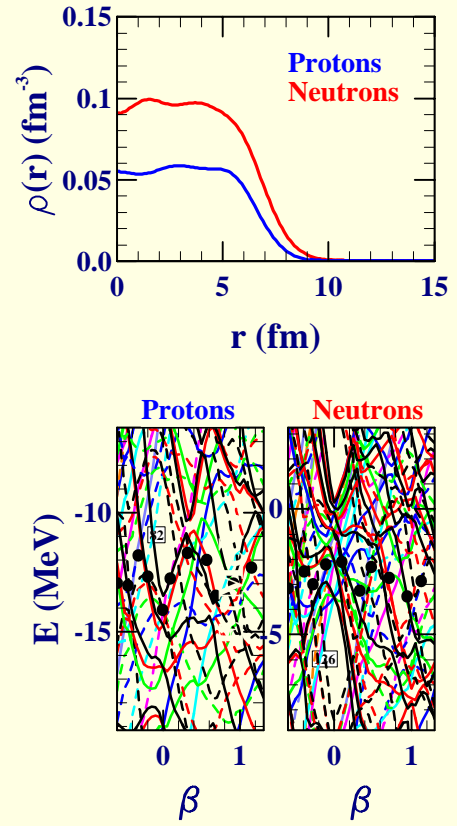 0.15
Protons
Neutrons
0.1
0.05
0.0
ρ(r) (fm⁻³)
0 5 10 15
r (fm)
Protons Neutrons
-10
-15
82
0
-5
126
E (MeV)
0 1 0 1
β β